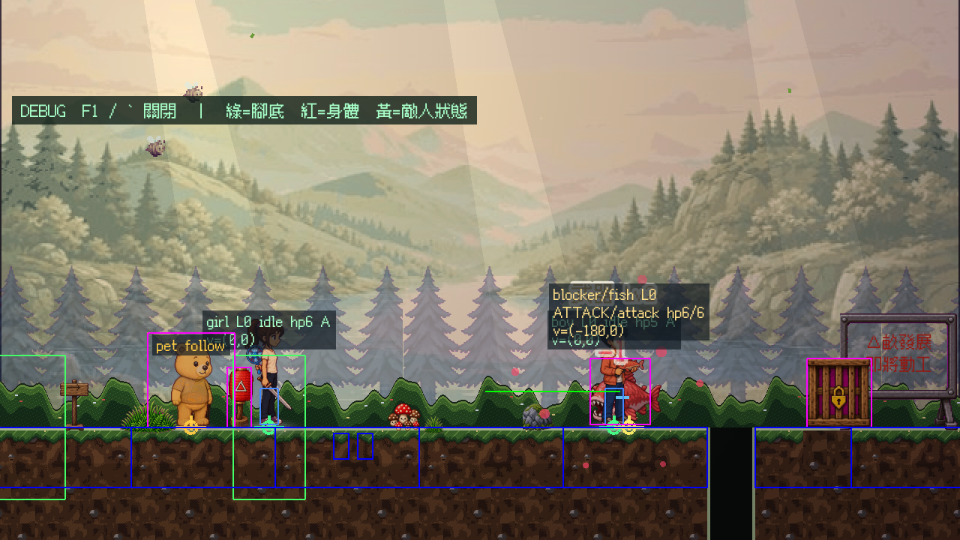 DEBUG F1 / ` 關閉 | 綠=腳底 紅=身體 黃=敵人狀態
blocker/fish L0
ATTACK/attack hp6/6
v=(-180,0)
girl L0 idle hp6 A
pet follow